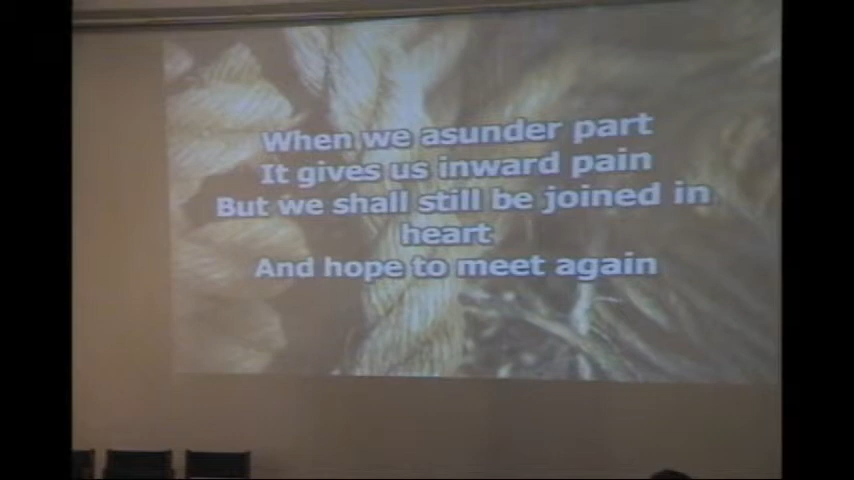 When we asunder part
It gives us inward pain
But we shall still be joined in
heart
And hope to meet again